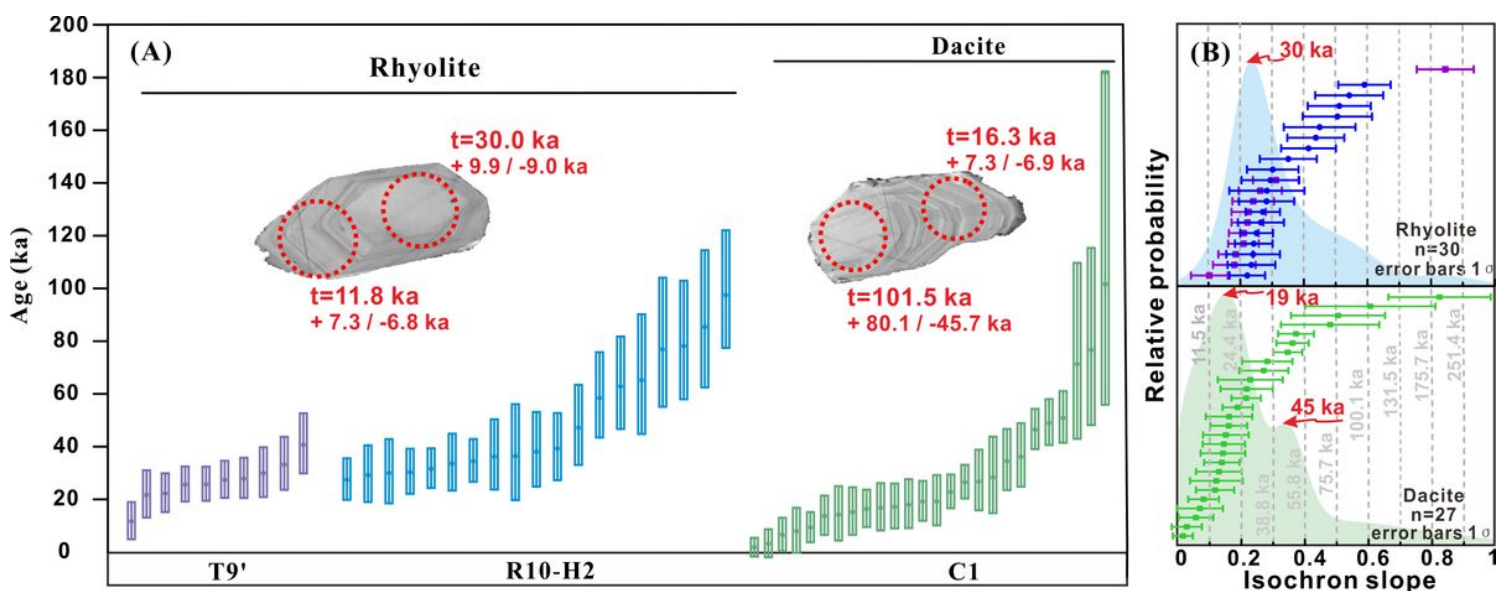 200
180
160
140
120
100
80
60
40
20
0
Age (ka)
(A)
Rhyolite
Dacite
t=30.0 ka
+ 9.9 / -9.0 ka
t=11.8 ka
+ 7.3 / -6.8 ka
t=16.3 ka
+ 7.3 / -6.9 ka
t=101.5 ka
+ 80.1 / -45.7 ka
T9'
R10-H2
C1
(B)
30 ka
Relative probability
Rhyolite
n=30
error bars 1 σ
19 ka
45 ka
11.5 ka
24.4 ka
38.8 ka
55.8 ka
75.7 ka
100.1 ka
131.5 ka
175.7 ka
251.4 ka
Dacite
n=27
error bars 1 σ
0 0.2 0.4 0.6 0.8 1
Isochron slope